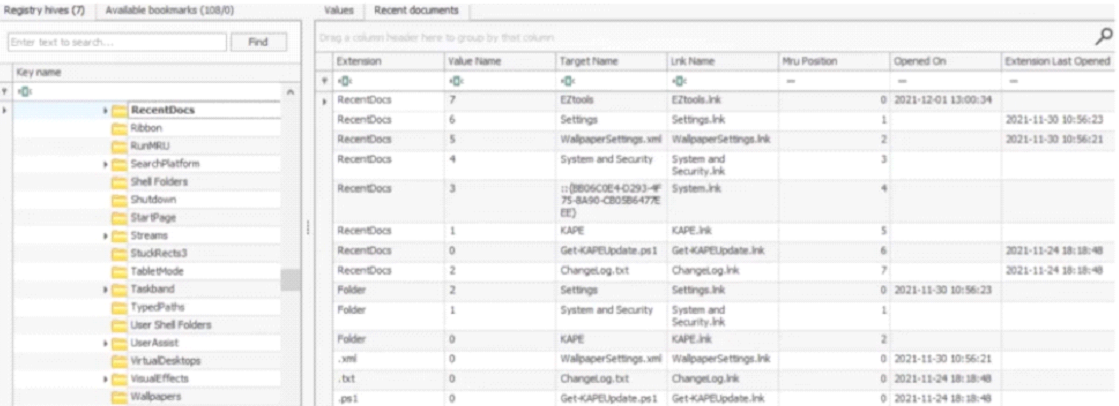 Registry hives (7) Available bookmarks (108/0)
Values Recent documents
Enter text to search... Find
Drag a column header here to group by that column
Key name
Extension Value Name Target Name Lnk Name Mru Position Opened On Extension Last Opened
RecentDocs
Ribbon
RunMRU
SearchPlatform
Shell Folders
Shutdown
StartPage
Streams
StuckRects3
TabletMode
Taskband
TypedPaths
User Shell Folders
UserAssist
VirtualDesktops
VisualEffects
Wallpapers
RecentDocs 7 EZtools EZtools.lnk 0 2021-12-01 13:00:34
RecentDocs 6 Settings Settings.lnk 1 2021-11-30 10:56:23
RecentDocs 5 WallpaperSettings.xml WallpaperSettings.lnk 2 2021-11-30 10:56:21
RecentDocs 4 System and Security System and 3
Security.lnk
RecentDocs 3 ::{BB06C0E4-D293-4F System.lnk 4
75-8A90-CB05B6477E
EE}
RecentDocs 1 KAPE KAPE.lnk 5
RecentDocs 0 Get-KAPEUpdate.ps1 Get-KAPEUpdate.lnk 6 2021-11-24 18:18:48
RecentDocs 2 ChangeLog.txt ChangeLog.lnk 7 2021-11-24 18:18:48
Folder 2 Settings Settings.lnk 0 2021-11-30 10:56:23
Folder 1 System and Security System and 1
Security.lnk
Folder 0 KAPE KAPE.lnk 2
.xml 0 WallpaperSettings.xml WallpaperSettings.lnk 0 2021-11-30 10:56:21
.txt 0 ChangeLog.txt ChangeLog.lnk 0 2021-11-24 18:18:48
.ps1 0 Get-KAPEUpdate.ps1 Get-KAPEUpdate.lnk 0 2021-11-24 18:18:48